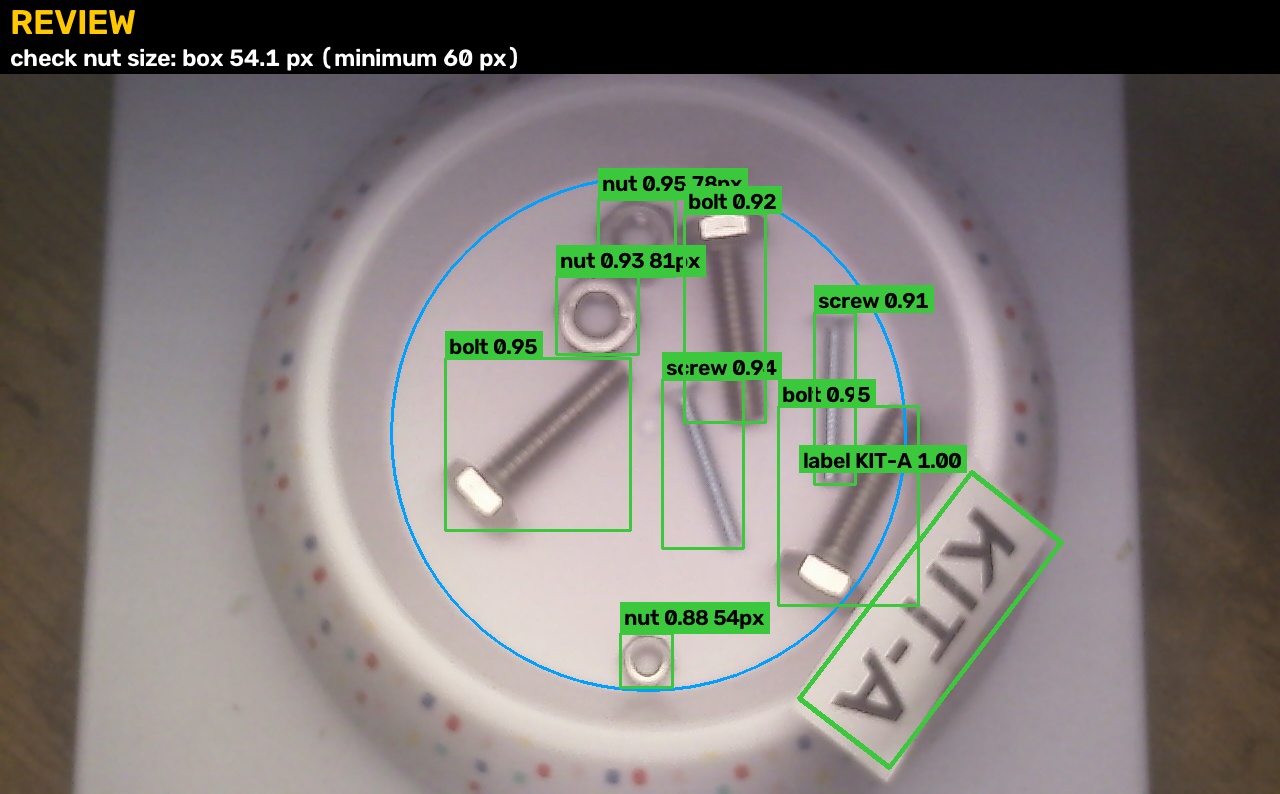 REVIEW
check nut size: box 54.1 px (minimum 60 px)
nut 0.95 78px
bolt 0.92
nut 0.93 81px
screw 0.91
bolt 0.95
screw 0.94
bolt 0.95
label KIT-A 1.00
KIT-A
nut 0.88 54px